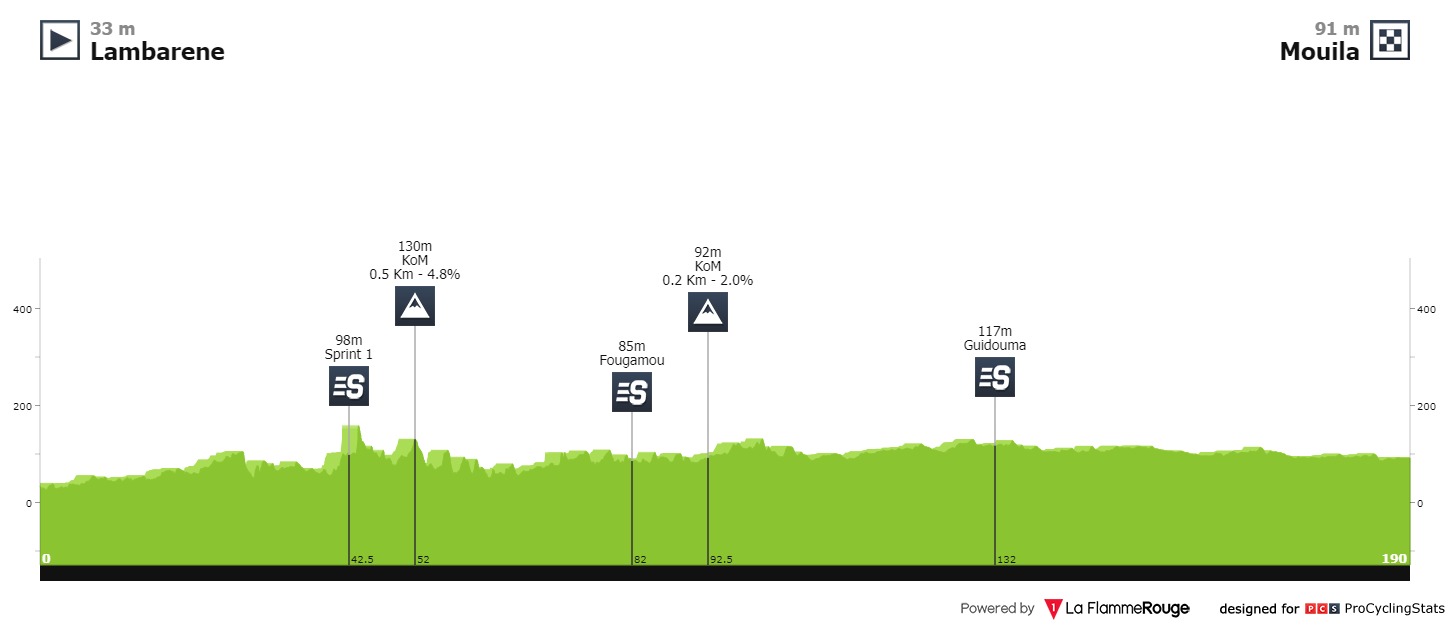 33 m
Lambarene
91 m
Mouila
130m
KoM
0.5 Km - 4.8%
92m
KoM
0.2 Km - 2.0%
98m
Sprint 1
85m
Fougamou
117m
Guidouma
S
S
S
400
400
200
200
0
0
0
42.5
52
82
92.5
132
190
Powered by 1 La FlammeRouge designed for PCS ProCyclingStats